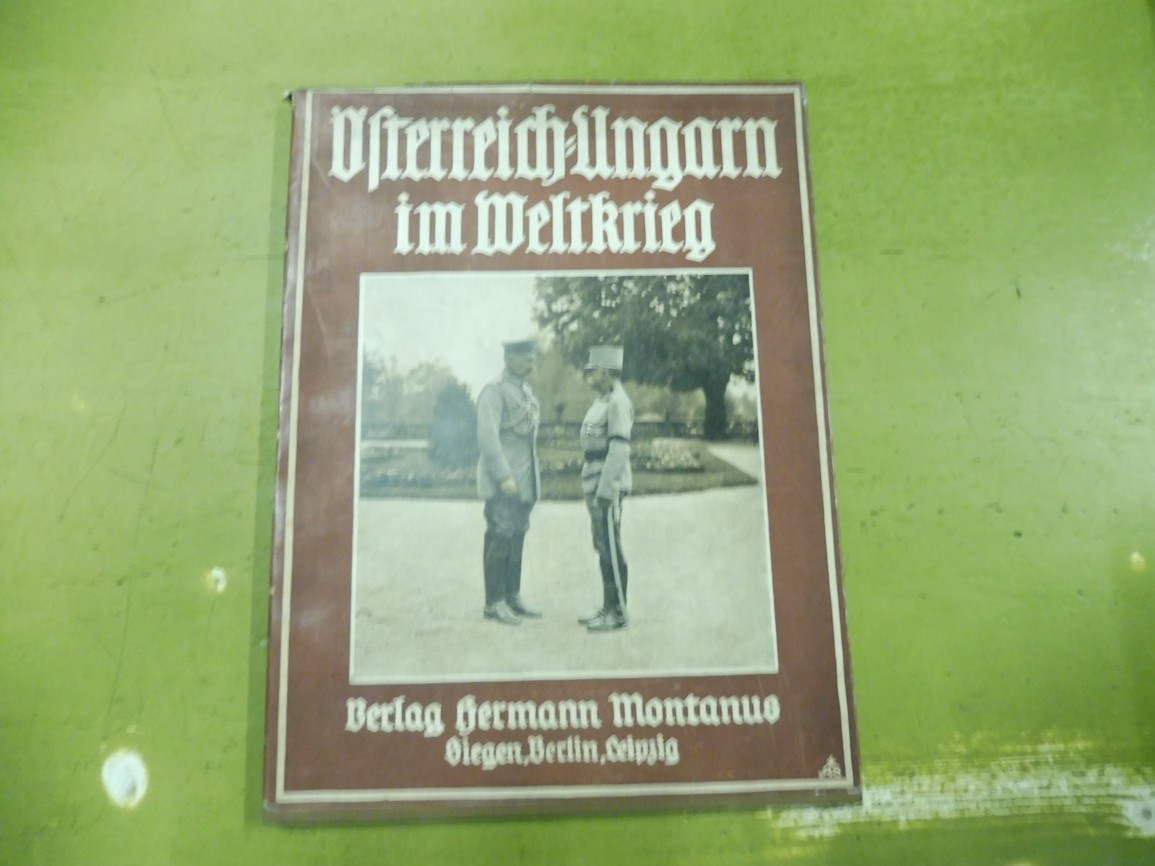 Österreich-Ungarn
im Weltkrieg
Verlag Hermann Montanus
Siegen, Berlin, Leipzig